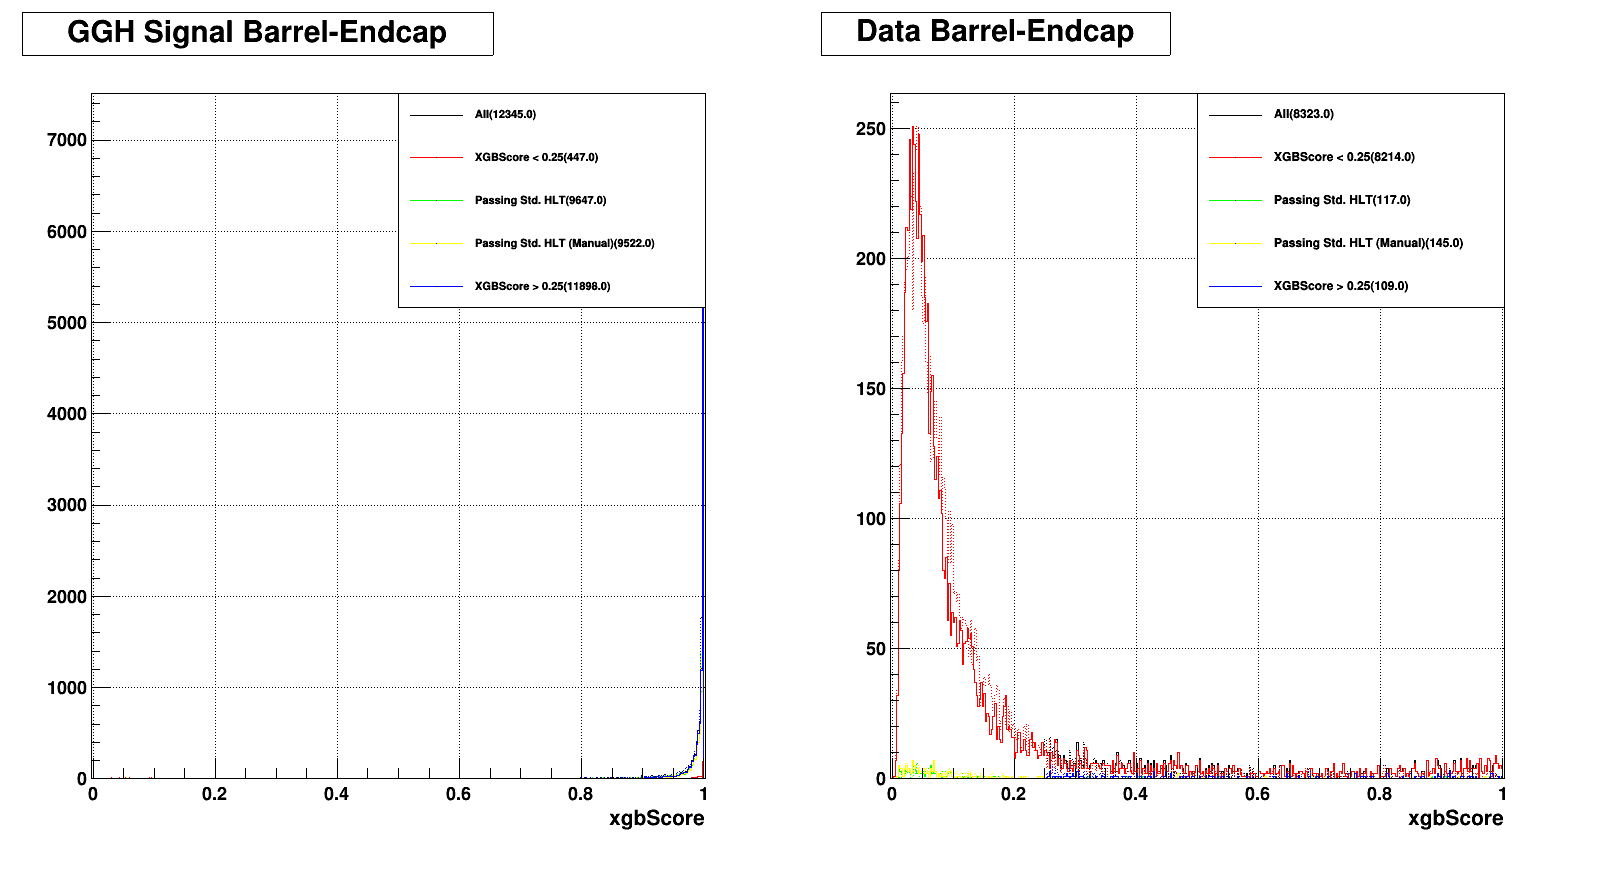 GGH Signal Barrel-Endcap
All(12345.0)
XGBScore < 0.25(447.0)
Passing Std. HLT(9647.0)
Passing Std. HLT (Manual)(9522.0)
XGBScore > 0.25(11898.0)
7000
6000
5000
4000
3000
2000
1000
0
0 0.2 0.4 0.6 0.8 1
xgbScore
Data Barrel-Endcap
All(8323.0)
XGBScore < 0.25(8214.0)
Passing Std. HLT(117.0)
Passing Std. HLT (Manual)(145.0)
XGBScore > 0.25(109.0)
250
200
150
100
50
0
0 0.2 0.4 0.6 0.8 1
xgbScore